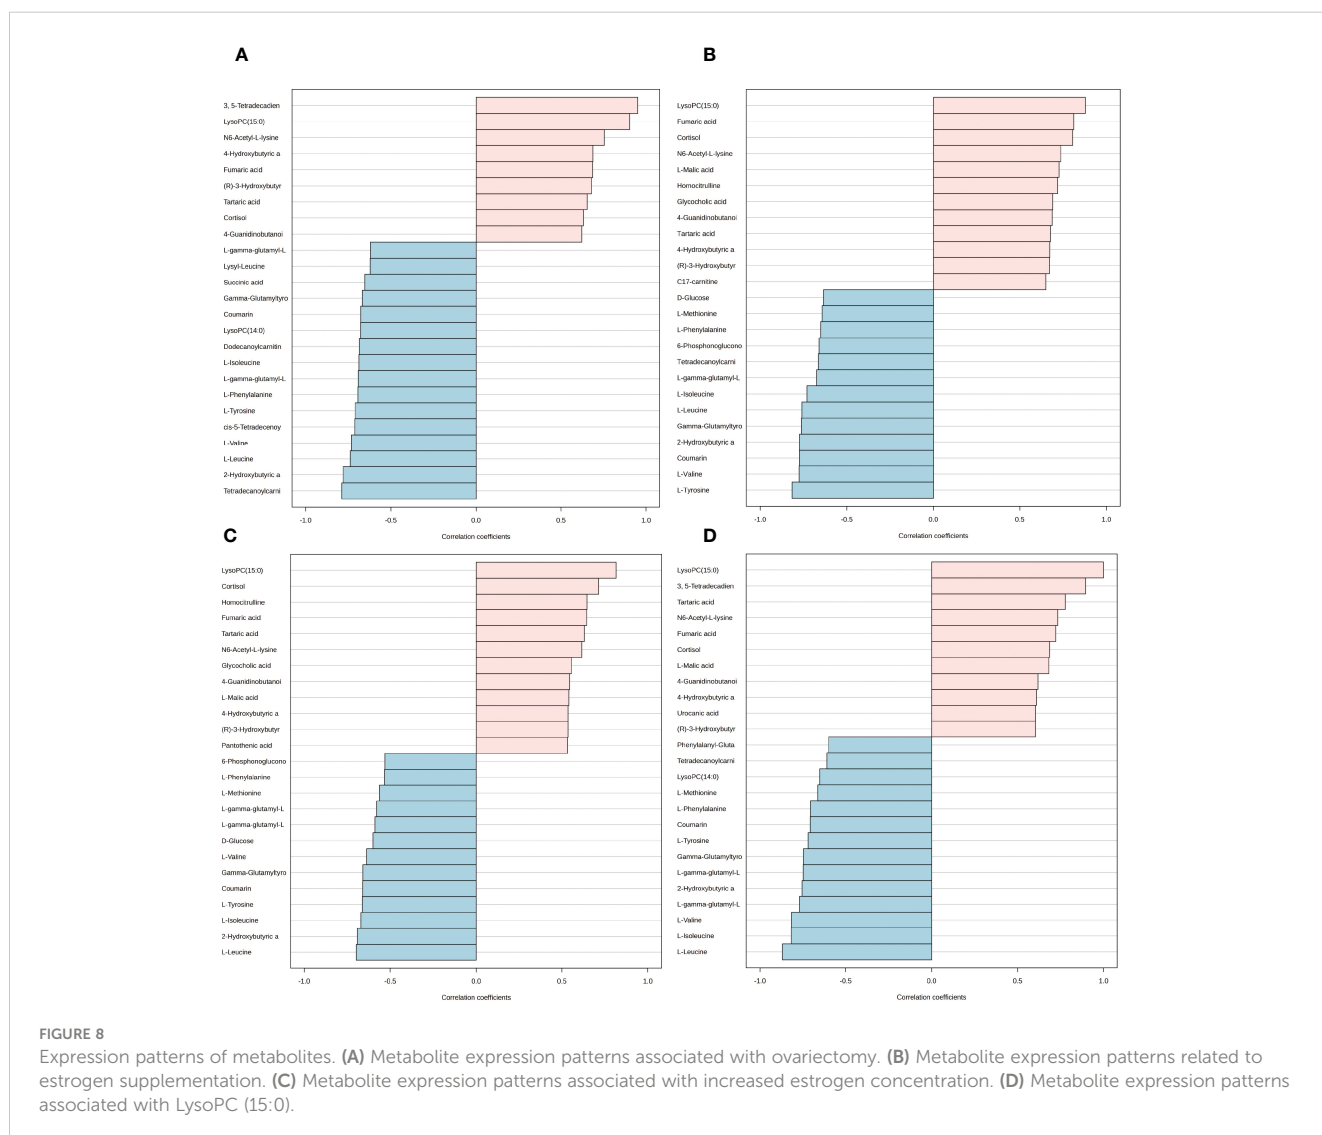 A
3, 5-Tetradecadien
LysoPC(15:0)
N6-Acetyl-L-lysine
4-Hydroxybutyric a
Fumaric acid
(R)-3-Hydroxybutyr
Tartaric acid
Cortisol
4-Guanidinobutanoi
L-gamma-glutamyl-L
Lysyl-Leucine
Succinic acid
Gamma-Glutamyltyro
Coumarin
LysoPC(14:0)
Dodecanoylcarnitin
L-Isoleucine
L-gamma-glutamyl-L
L-Phenylalanine
L-Tyrosine
cis-5-Tetradecenoy
L-Valine
L-Leucine
2-Hydroxybutyric a
Tetradecanoylcarni
-1.0 -0.5 0.0 0.5 1.0
Correlation coefficients
B
LysoPC(15:0)
Fumaric acid
Cortisol
N6-Acetyl-L-lysine
L-Malic acid
Homocitrulline
Glycocholic acid
4-Guanidinobutanoi
Tartaric acid
4-Hydroxybutyric a
(R)-3-Hydroxybutyr
C17-carnitine
D-Glucose
L-Methionine
L-Phenylalanine
6-Phosphonoglucono
Tetradecanoylcarni
L-gamma-glutamyl-L
L-Isoleucine
L-Leucine
Gamma-Glutamyltyro
2-Hydroxybutyric a
Coumarin
L-Valine
L-Tyrosine
-1.0 -0.5 0.0 0.5 1.0
Correlation coefficients
C
LysoPC(15:0)
Cortisol
Homocitrulline
Fumaric acid
Tartaric acid
N6-Acetyl-L-lysine
Glycocholic acid
4-Guanidinobutanoi
L-Malic acid
4-Hydroxybutyric a
(R)-3-Hydroxybutyr
Pantothenic acid
6-Phosphonoglucono
L-Phenylalanine
L-Methionine
L-gamma-glutamyl-L
L-gamma-glutamyl-L
D-Glucose
L-Valine
Gamma-Glutamyltyro
Coumarin
L-Tyrosine
L-Isoleucine
2-Hydroxybutyric a
L-Leucine
-1.0 -0.5 0.0 0.5 1.0
Correlation coefficients
D
LysoPC(15:0)
3, 5-Tetradecadien
Tartaric acid
N6-Acetyl-L-lysine
Fumaric acid
Cortisol
L-Malic acid
4-Guanidinobutanoi
4-Hydroxybutyric a
Urocanic acid
(R)-3-Hydroxybutyr
Phenylalanyl-Gluta
Tetradecanoylcarni
LysoPC(14:0)
L-Methionine
L-Phenylalanine
Coumarin
L-Tyrosine
Gamma-Glutamyltyro
L-gamma-glutamyl-L
2-Hydroxybutyric a
L-gamma-glutamyl-L
L-Valine
L-Isoleucine
L-Leucine
-1.0 -0.5 0.0 0.5 1.0
Correlation coefficients
FIGURE 8
Expression patterns of metabolites. (A) Metabolite expression patterns associated with ovariectomy. (B) Metabolite expression patterns related to
estrogen supplementation. (C) Metabolite expression patterns associated with increased estrogen concentration. (D) Metabolite expression patterns
associated with LysoPC (15:0).